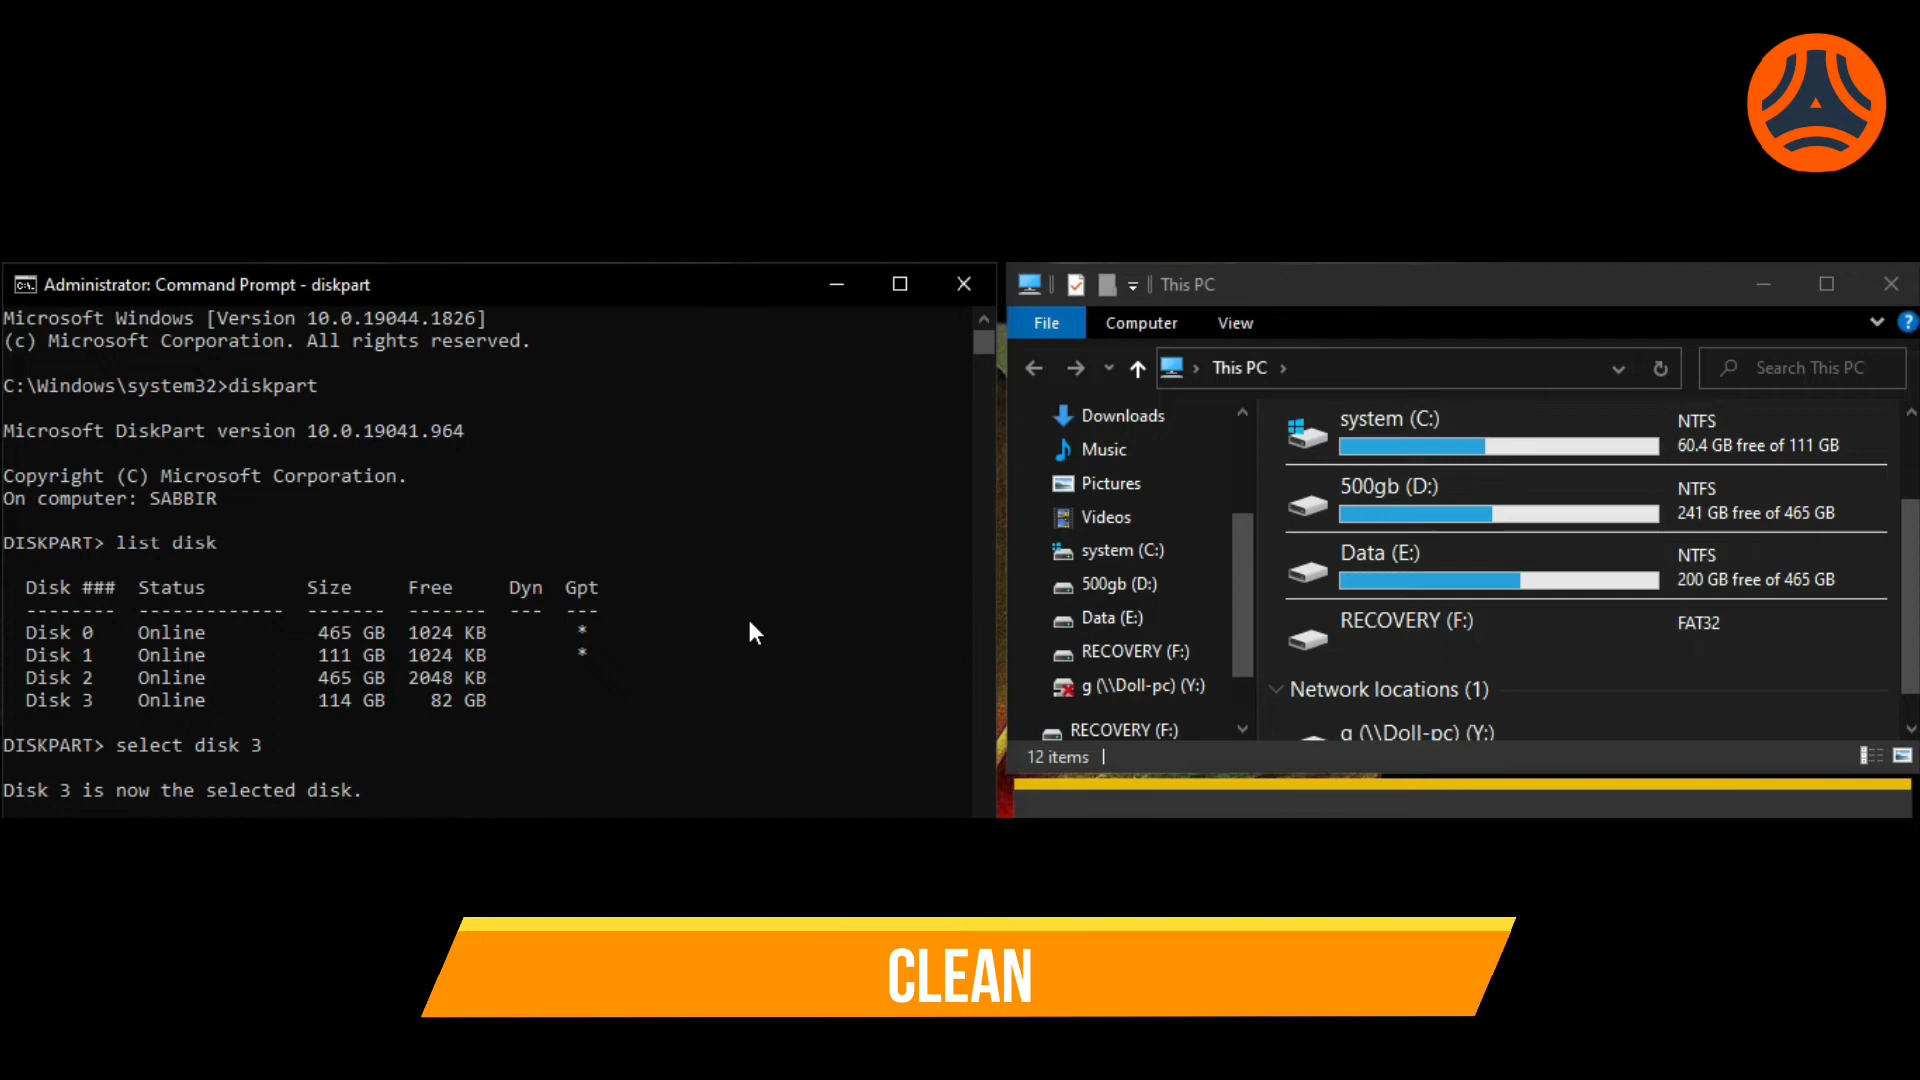 Administrator: Command Prompt - diskpart
Microsoft Windows [Version 10.0.19044.1826]
(c) Microsoft Corporation. All rights reserved.
C:\Windows\system32>diskpart
Microsoft DiskPart version 10.0.19041.964
Copyright (C) Microsoft Corporation.
On computer: SABBIR
DISKPART> list disk
Disk ### Status Size Free Dyn Gpt
-------- ------------- ------- ------- --- ---
Disk 0 Online 465 GB 1024 KB *
Disk 1 Online 111 GB 1024 KB *
Disk 2 Online 465 GB 2048 KB
Disk 3 Online 114 GB 82 GB
DISKPART> select disk 3
Disk 3 is now the selected disk.
This PC
File Computer View
This PC
Search This PC
Downloads
Music
Pictures
Videos
system (C:)
500gb (D:)
Data (E:)
RECOVERY (F:)
g (\\Doll-pc) (Y:)
RECOVERY (F:)
system (C:)
NTFS
60.4 GB free of 111 GB
500gb (D:)
NTFS
241 GB free of 465 GB
Data (E:)
NTFS
200 GB free of 465 GB
RECOVERY (F:)
FAT32
Network locations (1)
g (\\Doll-pc) (Y:)
12 items
CLEAN